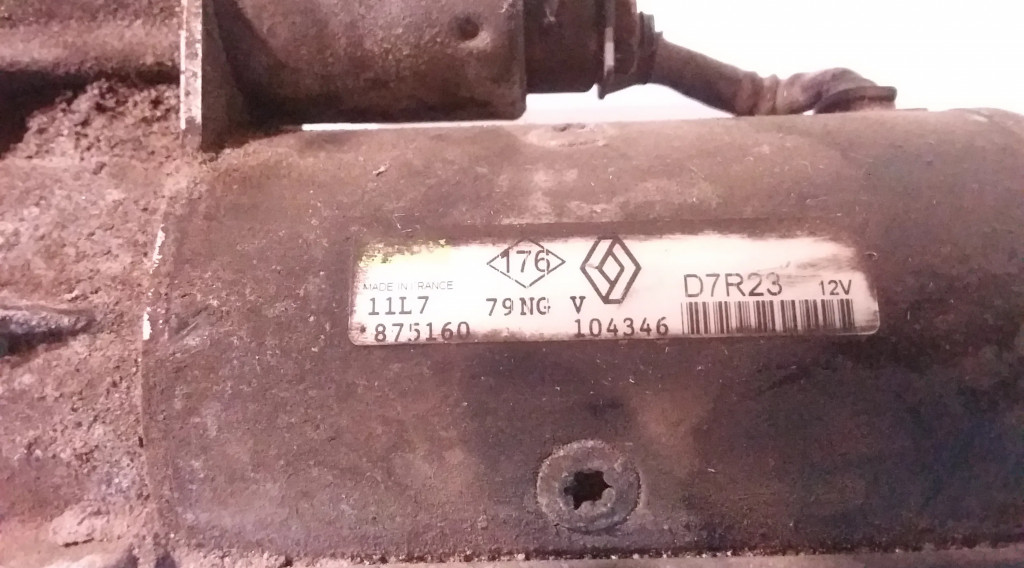 176
D7R23 12V
MADE IN FRANCE
11L7 79NG V
*875160 104346